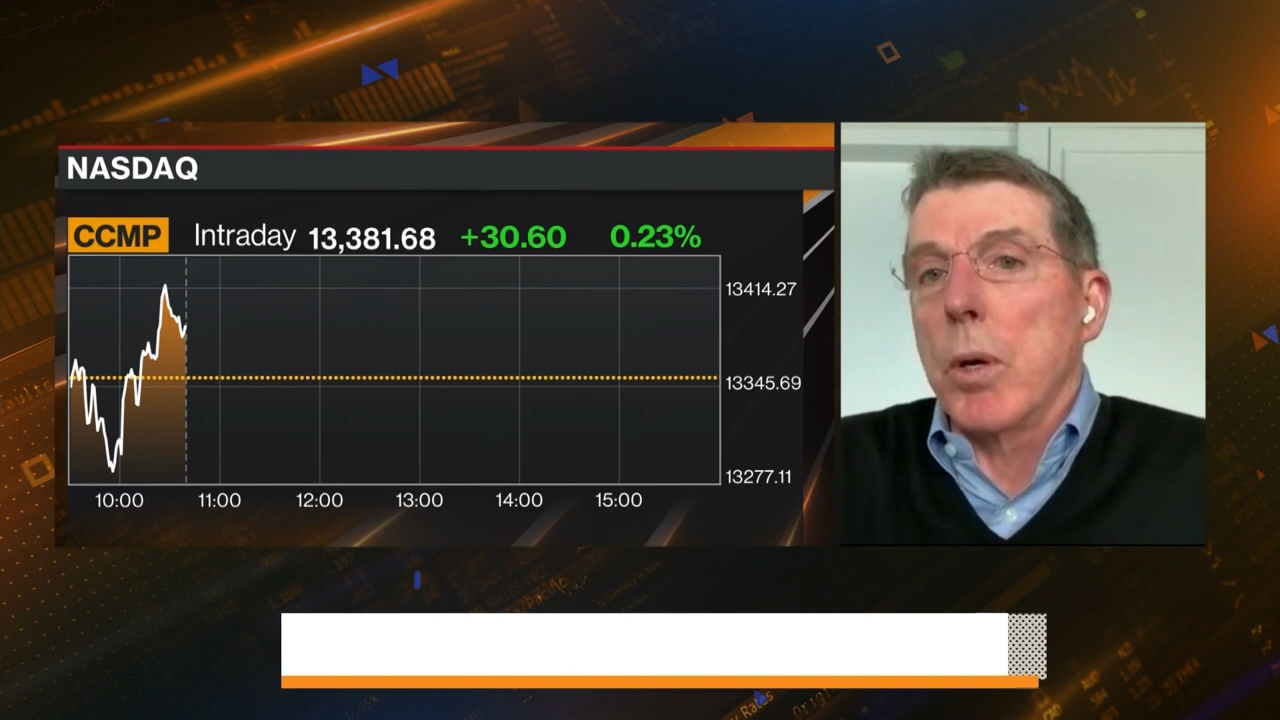 NASDAQ
CCMP Intraday 13,381.68 +30.60 0.23%
13414.27
13345.69
13277.11
10:00 11:00 12:00 13:00 14:00 15:00